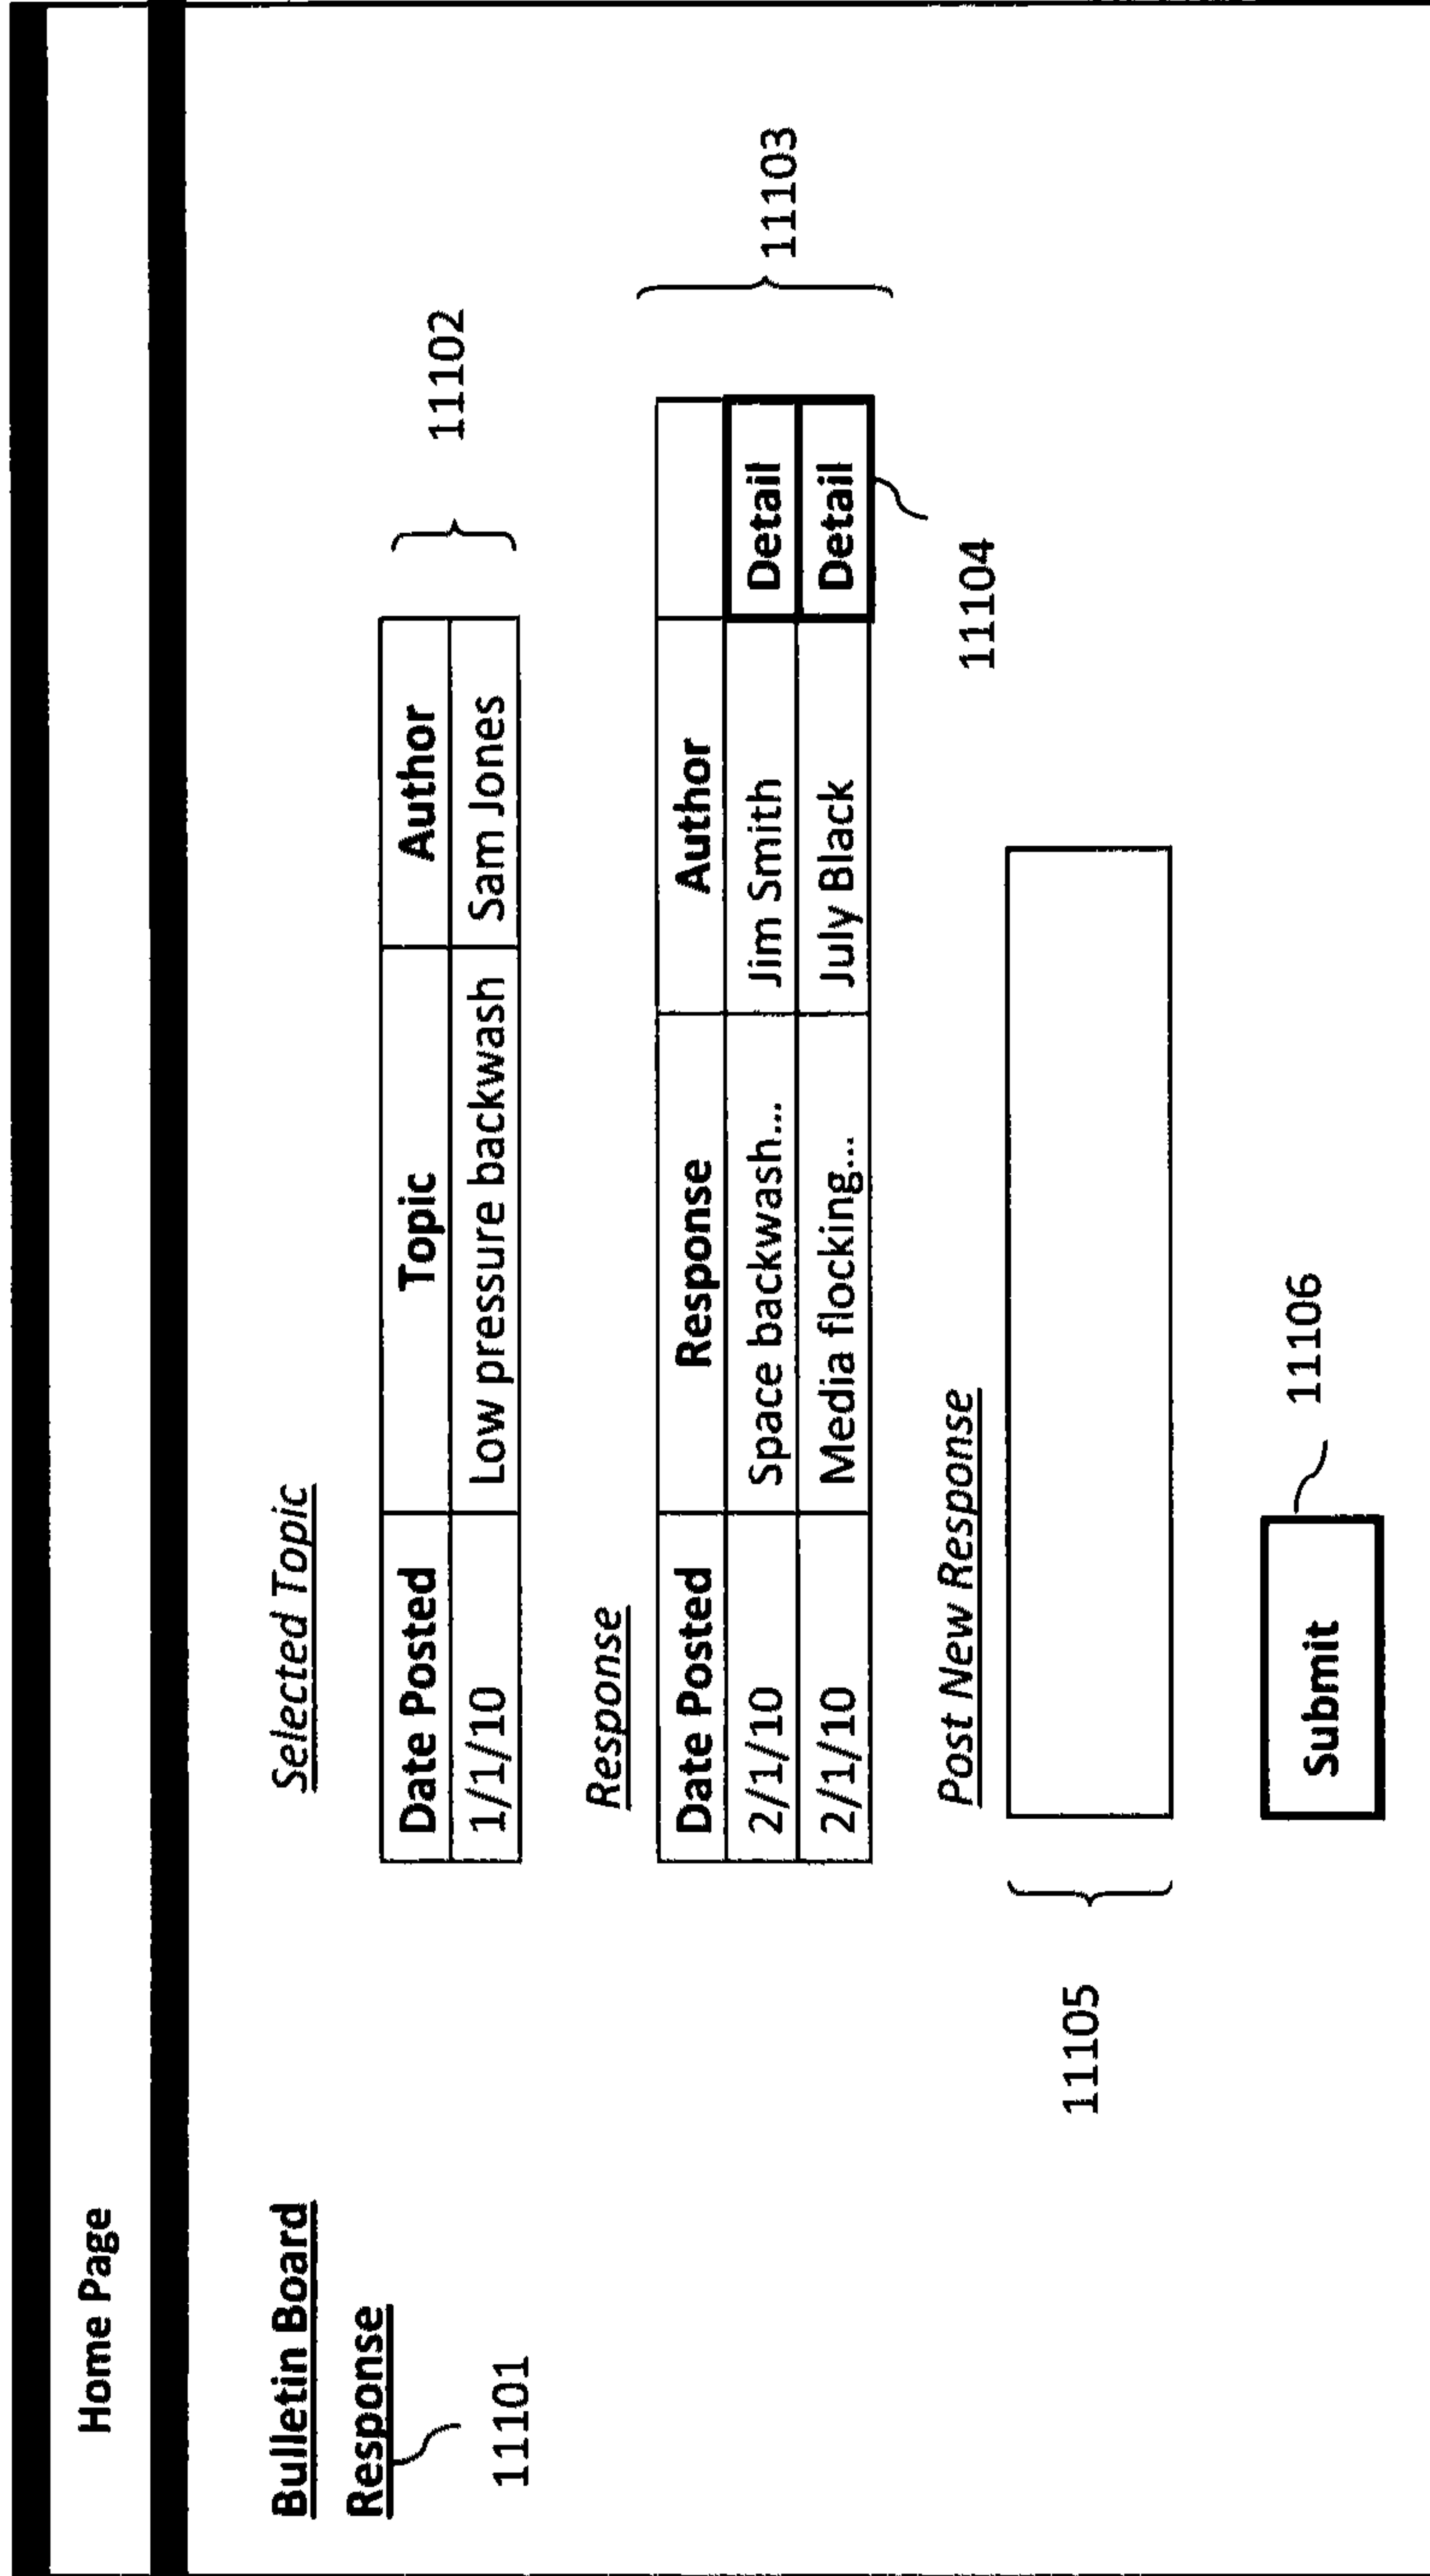 Home Page
Bulletin Board
Response
11101
Selected Topic
Date Posted Topic Author
1/1/10 Low pressure backwash Sam Jones
11102
Response
Date Posted Response Author
2/1/10 Space backwash... Jim Smith Detail
2/1/10 Media flocking... July Black Detail
11103
11104
Post New Response
11105
Submit
11106